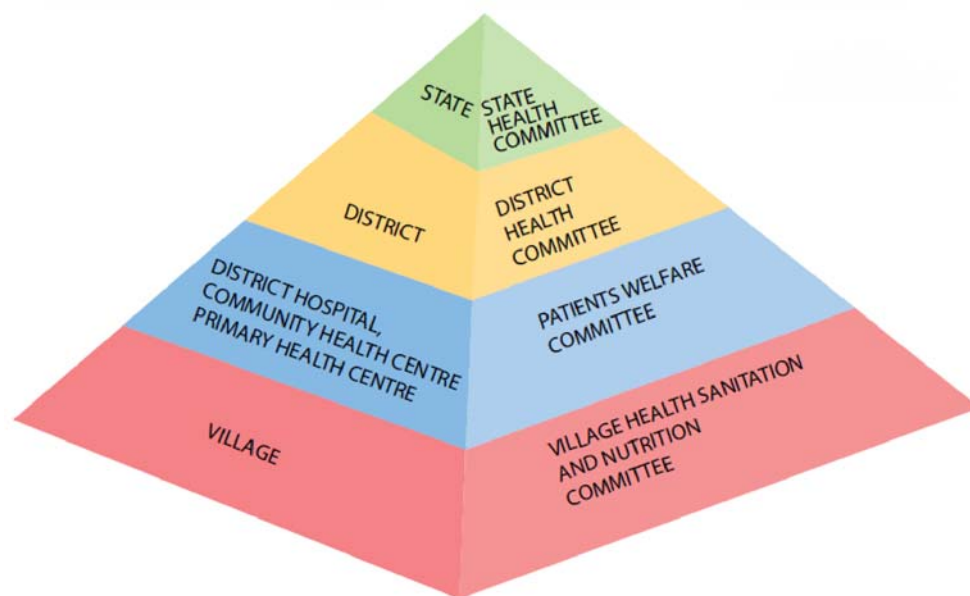 STATE
STATE
HEALTH
COMMITTEE
DISTRICT
DISTRICT
HEALTH
COMMITTEE
DISTRICT HOSPITAL,
COMMUNITY HEALTH CENTRE
PRIMARY HEALTH CENTRE
PATIENTS WELFARE
COMMITTEE
VILLAGE
VILLAGE HEALTH SANITATION
AND NUTRITION
COMMITTEE